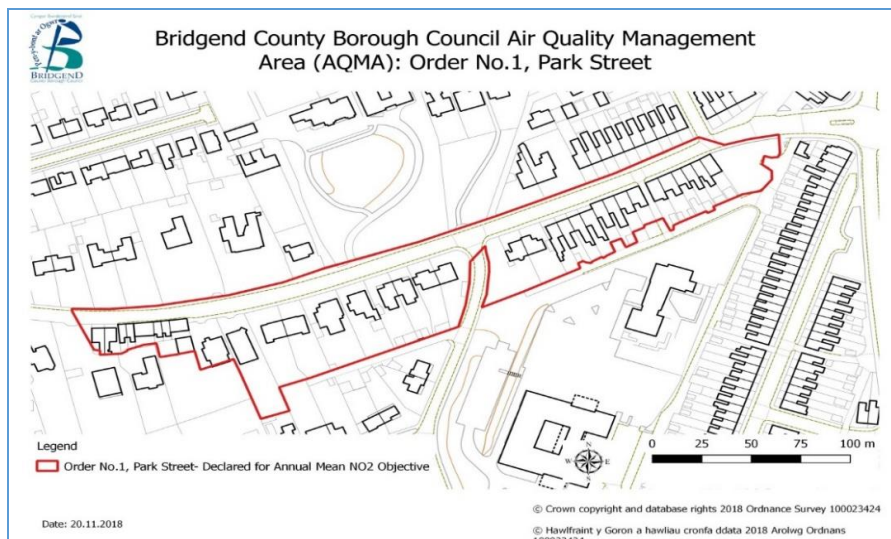 BRIDGEND
Bridgend County Borough Council Air Quality Management
Area (AQMA): Order No.1, Park Street
Legend
Order No.1, Park Street- Declared for Annual Mean NO2 Objective
N
W E
S
0 25 50 75 100 m
Date: 20.11.2018
© Crown copyright and database rights 2018 Ordnance Survey 100023424
© Hawlfraint y Goron a hawliau cronfa ddata 2018 Arolwg Ordnans